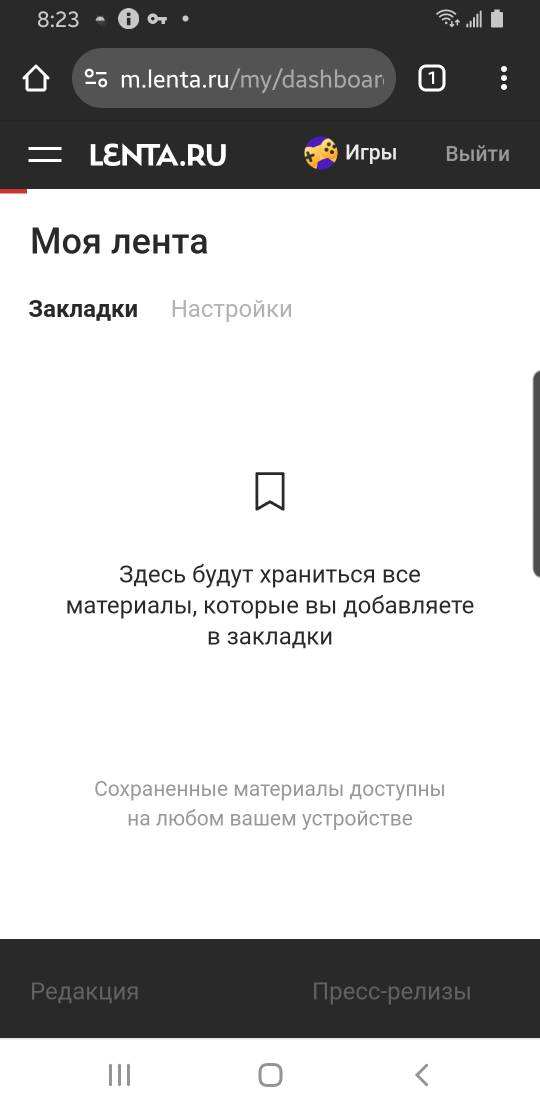 8:23
m.lenta.ru/my/dashboar
1
LENTA.RU
Игры
Выйти
Моя лента
Закладки
Настройки
Здесь будут храниться все
материалы, которые вы добавляете
в закладки
Сохраненные материалы доступны
на любом вашем устройстве
Редакция
Пресс-релизы